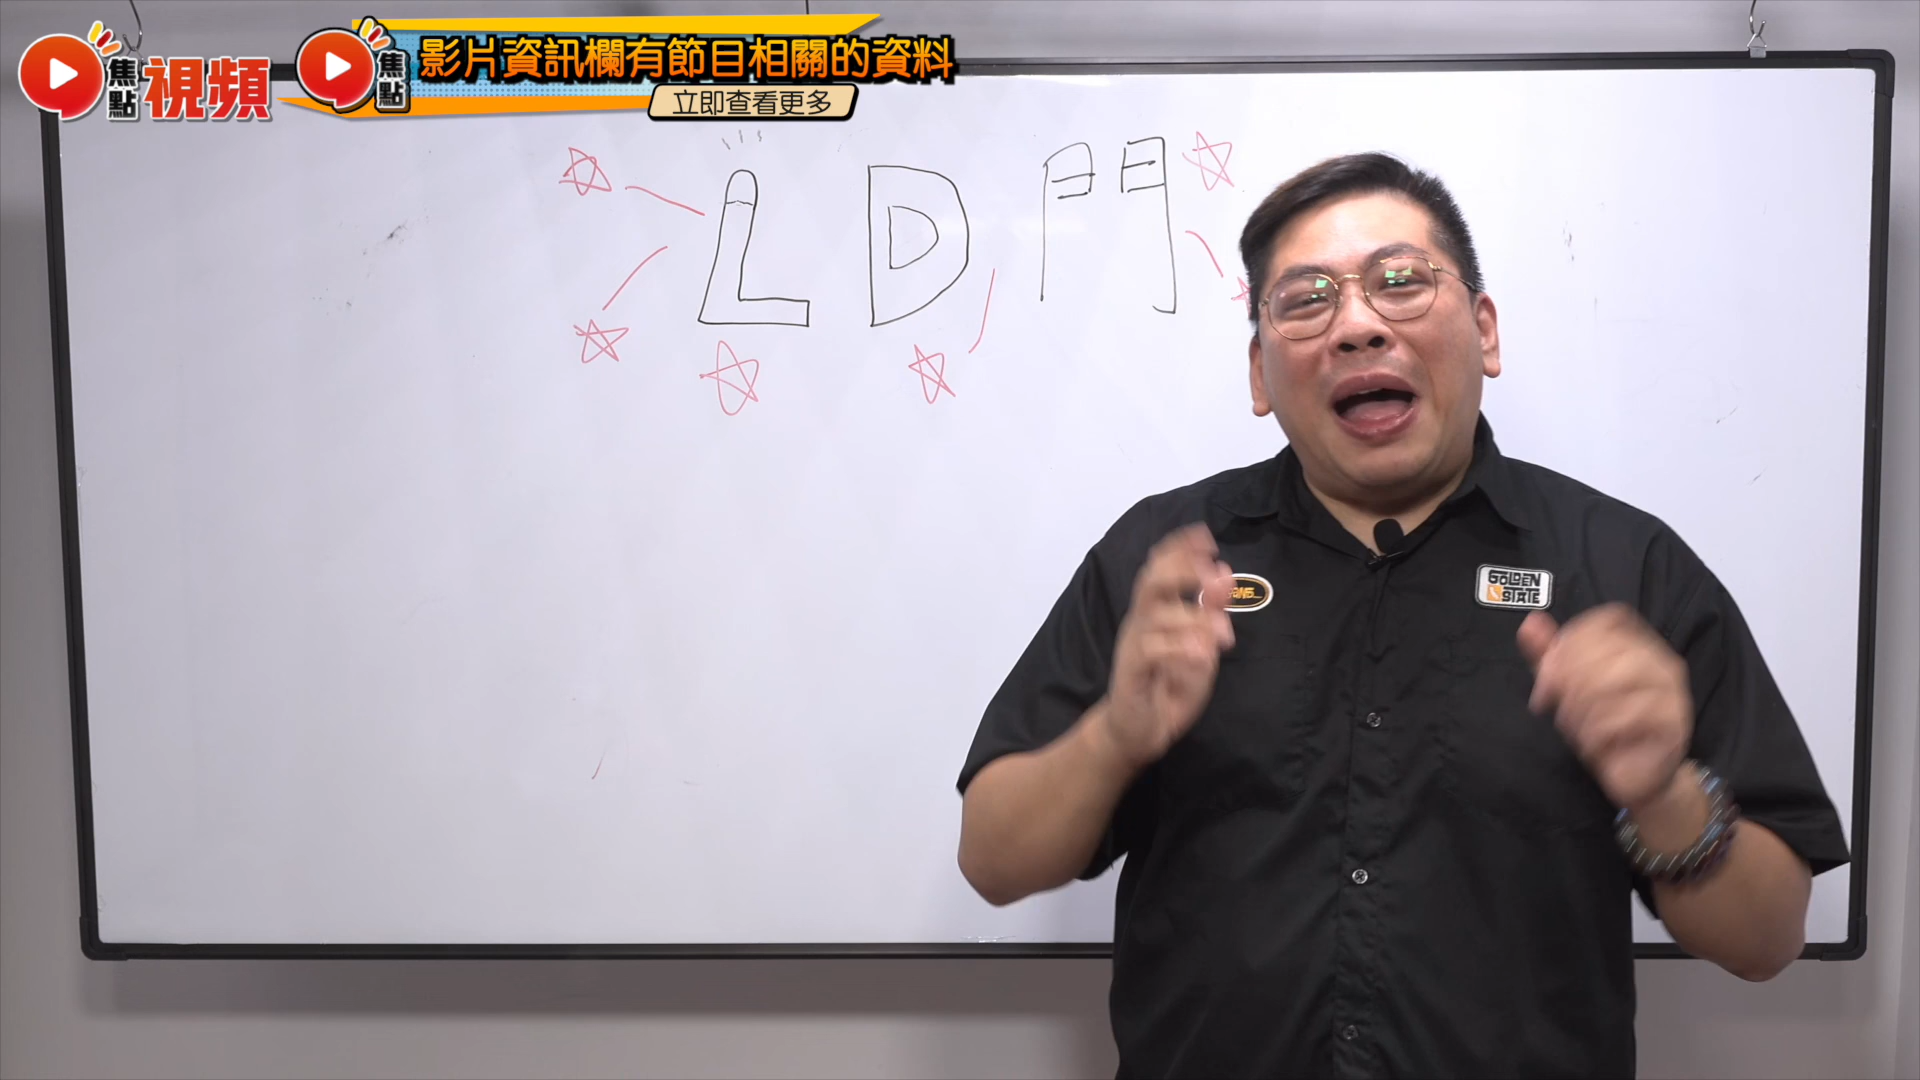 焦點視頻
焦點
影片資訊欄有節目相關的資料
立即查看更多
LD門
GOLDEN
STATE